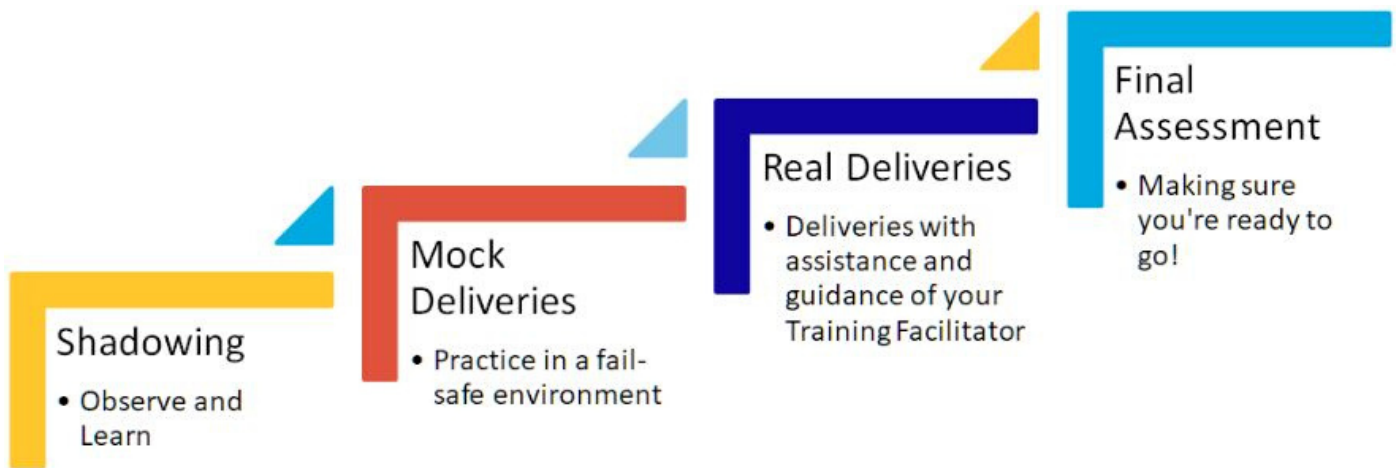 Shadowing
• Observe and
Learn
Mock
Deliveries
• Practice in a fail-
safe environment
Real Deliveries
• Deliveries with
assistance and
guidance of your
Training Facilitator
Final
Assessment
• Making sure
you're ready to
go!